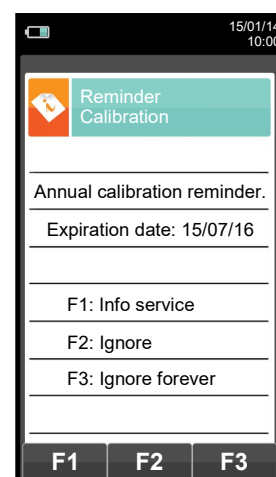 15/01/14
10:00
Reminder
Calibration
Annual calibration reminder.
Expiration date: 15/07/16
F1: Info service
F2: Ignore
F3: Ignore forever
F1 F2 F3